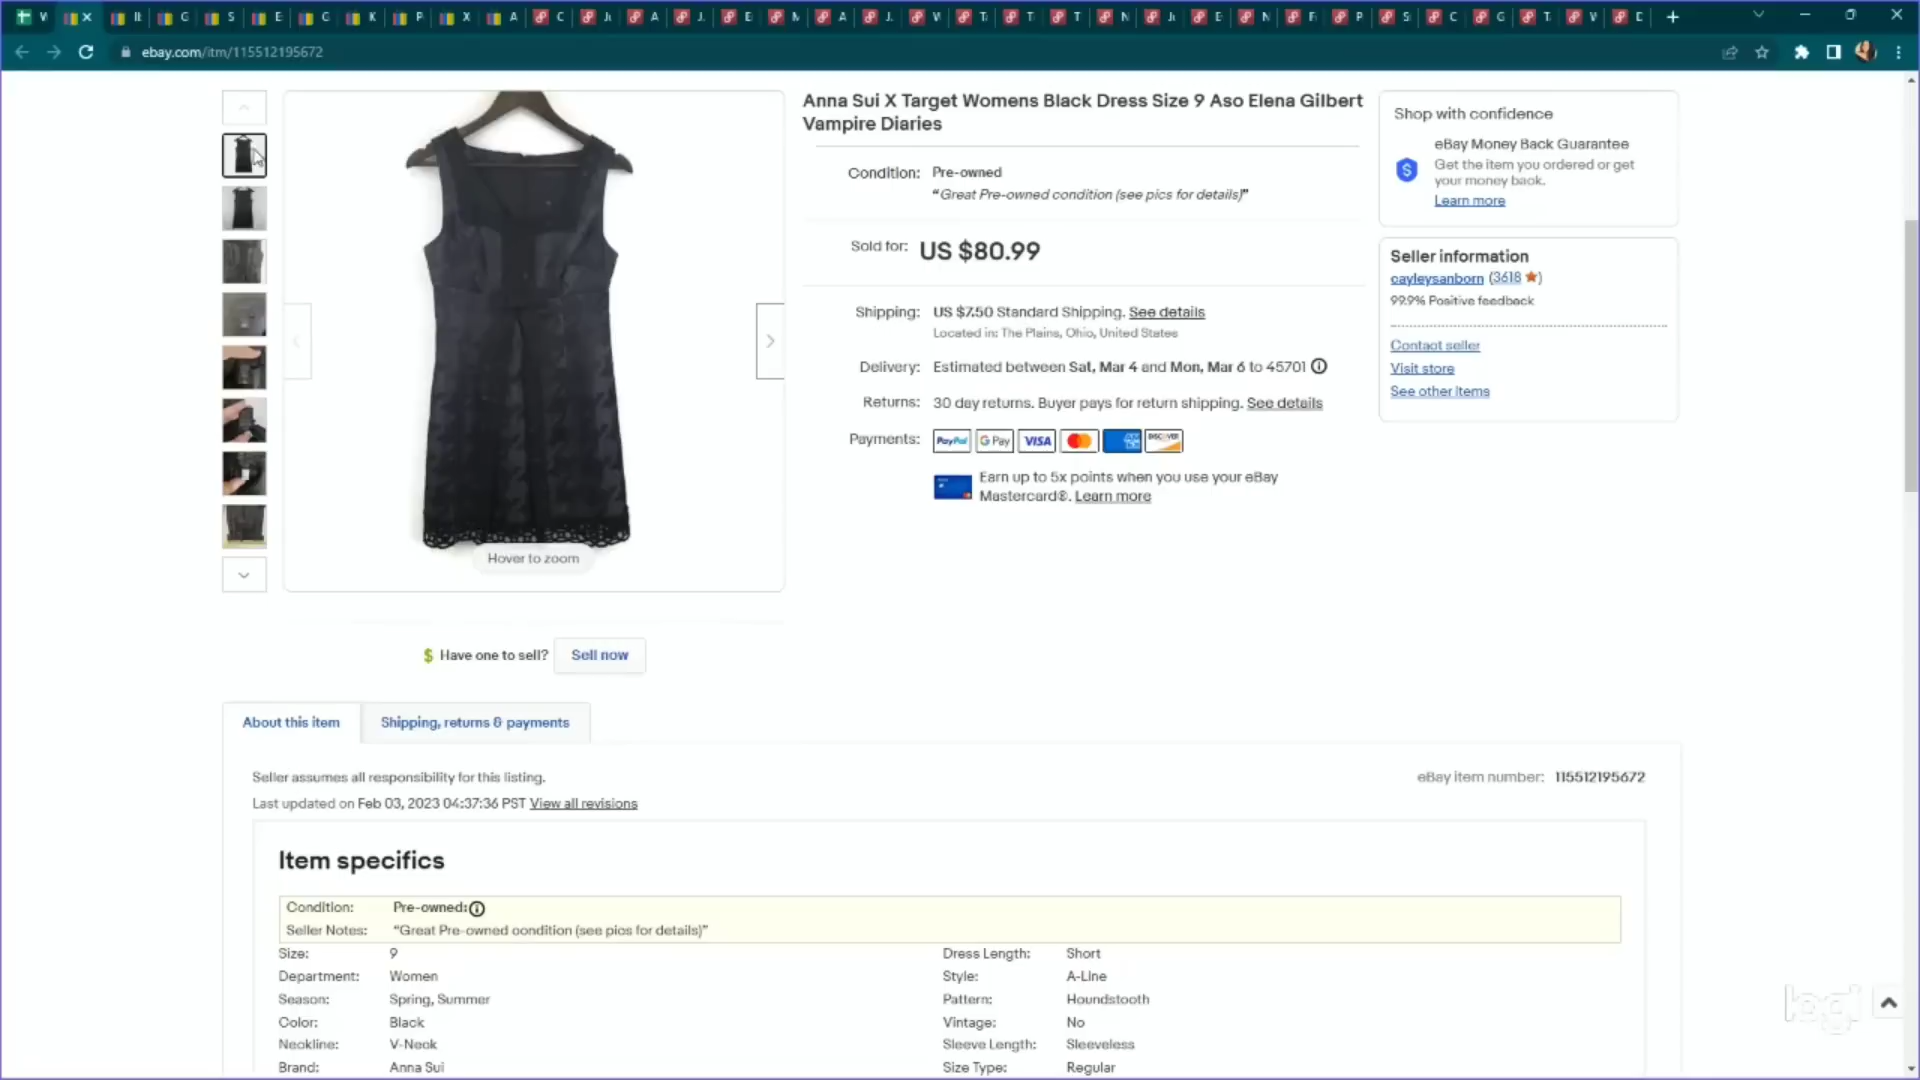 ebay.com/itm/115512195672
Anna Sui X Target Womens Black Dress Size 9 Aso Elena Gilbert
Vampire Diaries
Condition: Pre-owned
“Great Pre-owned condition (see pics for details)”
Sold for: US $80.99
Shipping: US $7.50 Standard Shipping. See details
Located in: The Plains, Ohio, United States
Delivery: Estimated between Sat, Mar 4 and Mon, Mar 6 to 45701
Returns: 30 day returns. Buyer pays for return shipping. See details
Payments: PayPal G Pay VISA DISCOVER
Earn up to 5x points when you use your eBay
Mastercard®. Learn more
Shop with confidence
eBay Money Back Guarantee
Get the item you ordered or get
your money back.
Learn more
Seller information
cayleysanborn (3618)
99.9% Positive feedback
Contact seller
Visit store
See other items
Hover to zoom
$ Have one to sell? Sell now
About this item
Shipping, returns & payments
Seller assumes all responsibility for this listing.
Last updated on Feb 03, 2023 04:37:36 PST View all revisions
eBay item number: 115512195672
Item specifics
Condition: Pre-owned:
Seller Notes: “Great Pre-owned condition (see pics for details)”
Size: 9
Dress Length: Short
Department: Women
Style: A-Line
Season: Spring, Summer
Pattern: Houndstooth
Color: Black
Vintage: No
Neckline: V-Neck
Sleeve Length: Sleeveless
Brand: Anna Sui
Size Type: Regular